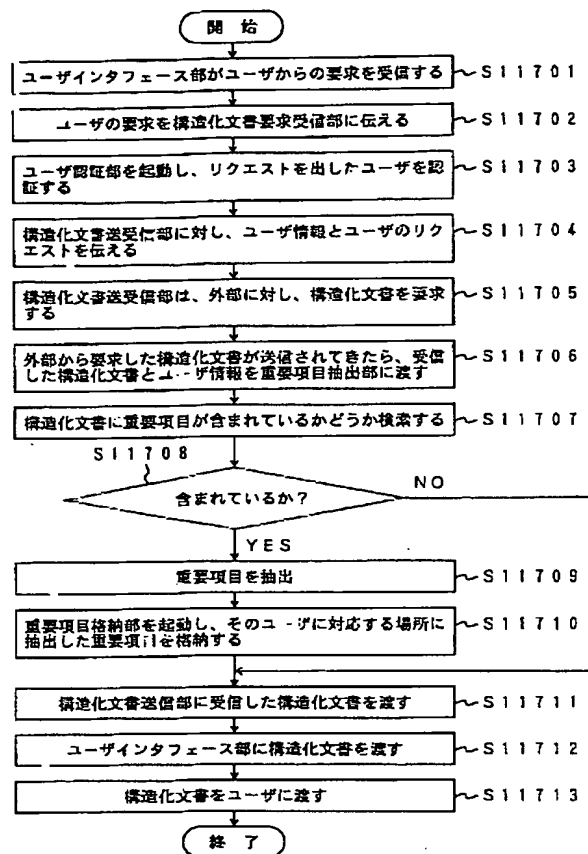 開 始
ユーザインタフェース部がユーザからの要求を受信する
S11701
ユーザの要求を構造化文書要求受信部に伝える
S11702
ユーザ認証部を起動し、リクエストを出したユーザを認
証する
S11703
構造化文書送受信部に対し、ユーザ情報とユーザのリク
エストを伝える
S11704
構造化文書送受信部は、外部に対し、構造化文書を要求
する
S11705
外部から要求した構造化文書が送信されてきたら、受信
した構造化文書とユーザ情報を重要項目抽出部に渡す
S11706
構造化文書に重要項目が含まれているかどうか検索する
S11707
S11708
含まれているか?
NO
YES
重要項目を抽出
S11709
重要項目格納部を起動し、そのユーザに対応する場所に
抽出した重要項目を格納する
S11710
構造化文書送信部に受信した構造化文書を渡す
S11711
ユーザインタフェース部に構造化文書を渡す
S11712
構造化文書をユーザに渡す
S11713
終 了